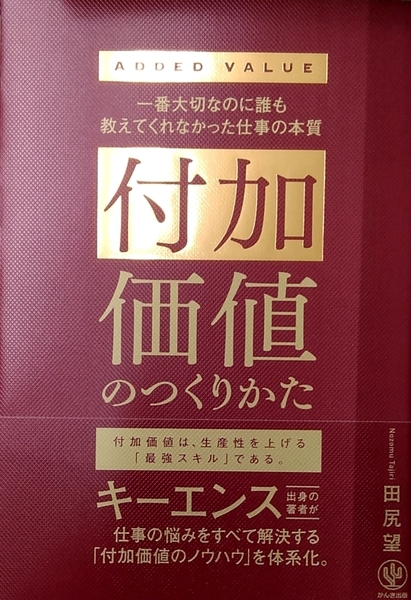 ADDED VALUE
一番大切なのに誰も
教えてくれなかった仕事の本質
付加
価値
のつくりかた
付加価値は、生産性を上げる
「最強スキル」である。
キーエンス出身の著者が
仕事の悩みをすべて解決する
「付加価値のノウハウ」を体系化。
Nozomu Tajiri
田尻望
かんき出版